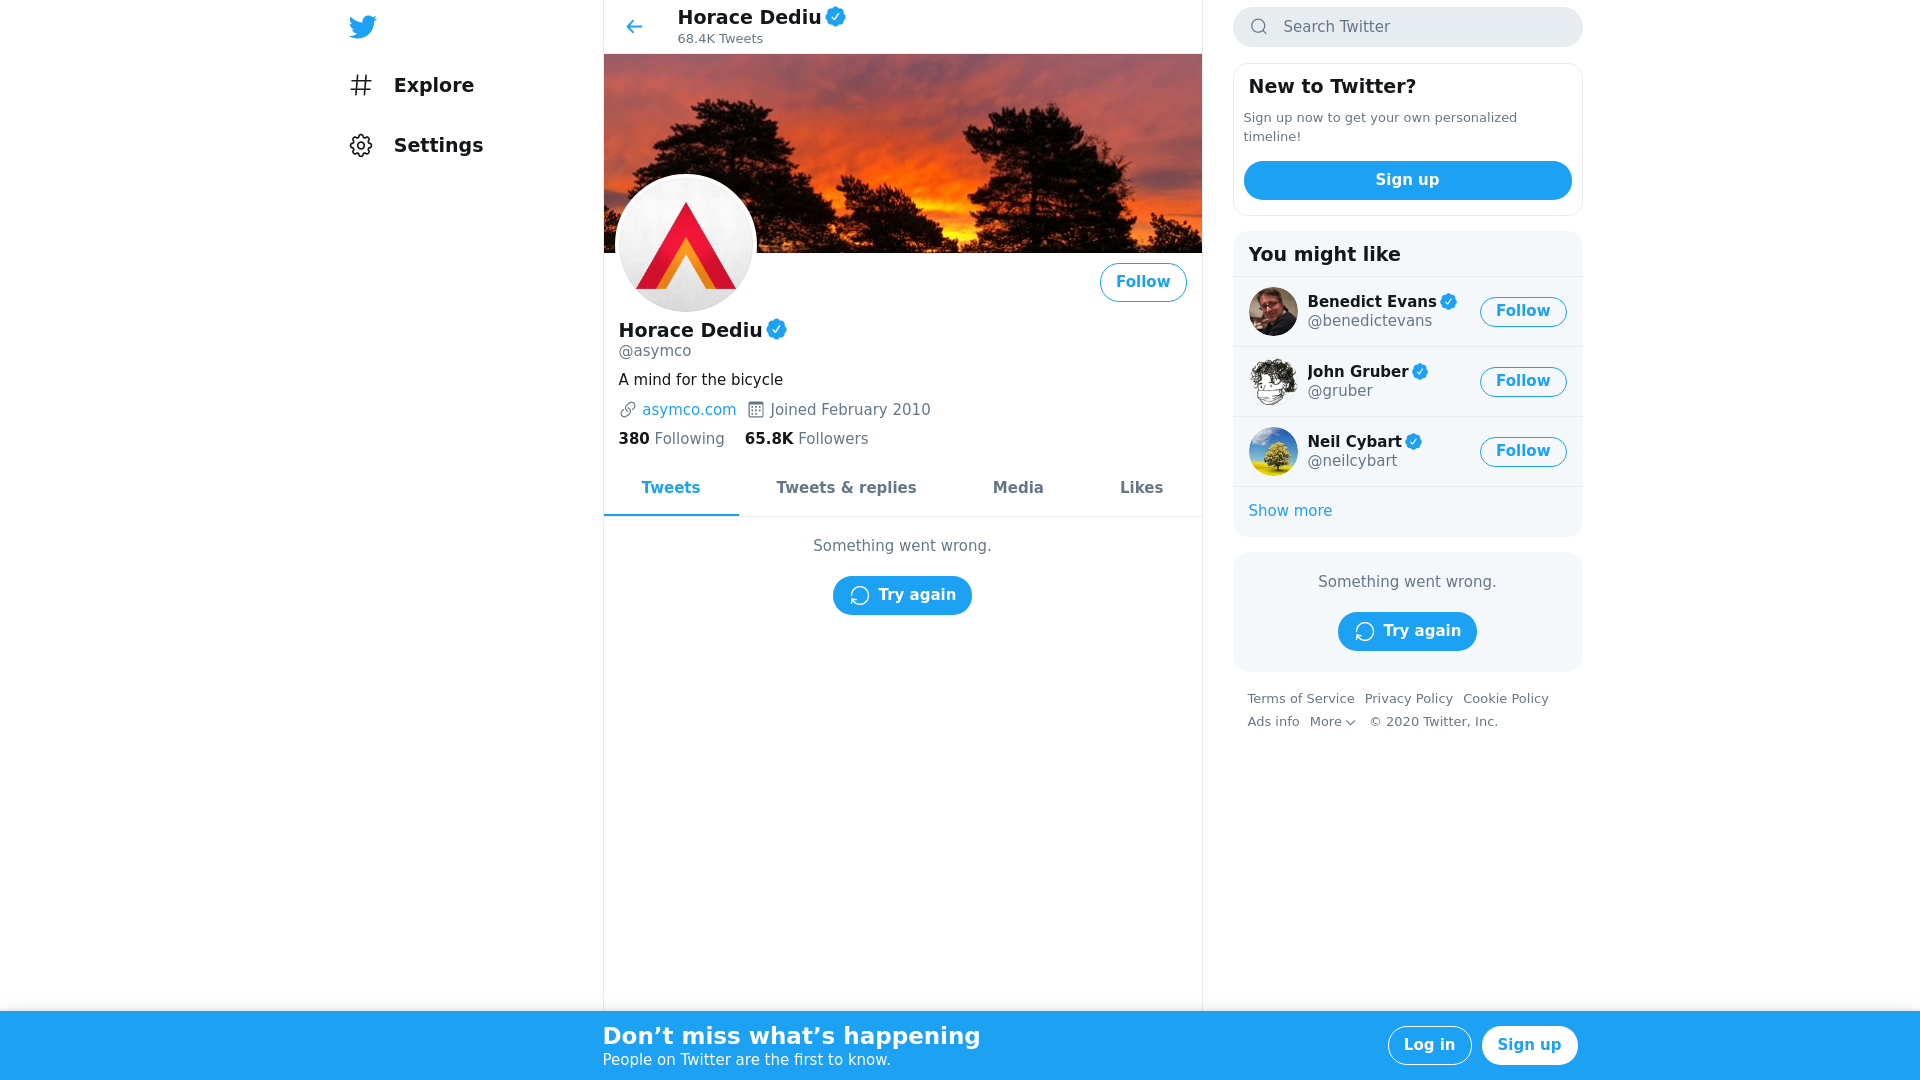 Explore
Settings
Horace Dediu
68.4K Tweets
Follow
Horace Dediu
@asymco
A mind for the bicycle
asymco.com Joined February 2010
380 Following 65.8K Followers
Tweets Tweets & replies Media Likes
Something went wrong.
Try again
Search Twitter
New to Twitter?
Sign up now to get your own personalized
timeline!
Sign up
You might like
Benedict Evans
@benedictevans
Follow
John Gruber
@gruber
Follow
Neil Cybart
@neilcybart
Follow
Show more
Something went wrong.
Try again
Terms of Service Privacy Policy Cookie Policy
Ads info More © 2020 Twitter, Inc.
Don’t miss what’s happening
People on Twitter are the first to know.
Log in Sign up